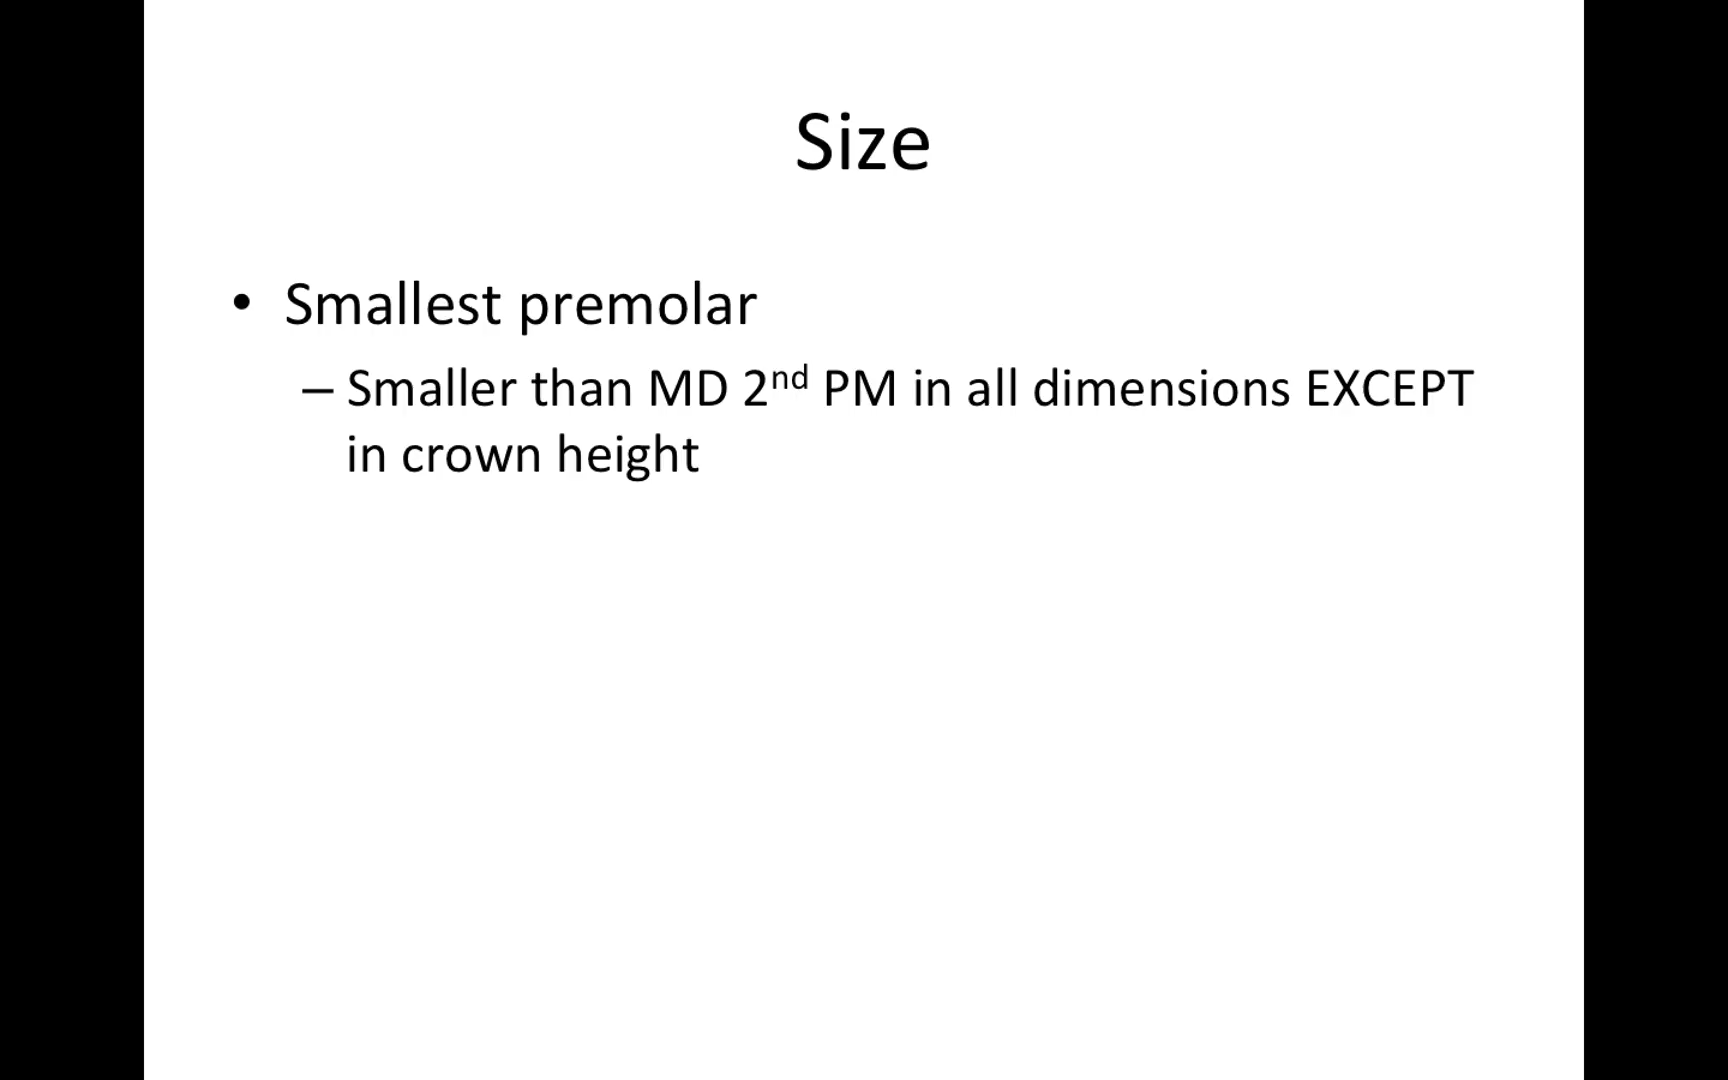 Size
• Smallest premolar
– Smaller than MD 2nd PM in all dimensions EXCEPT
in crown height